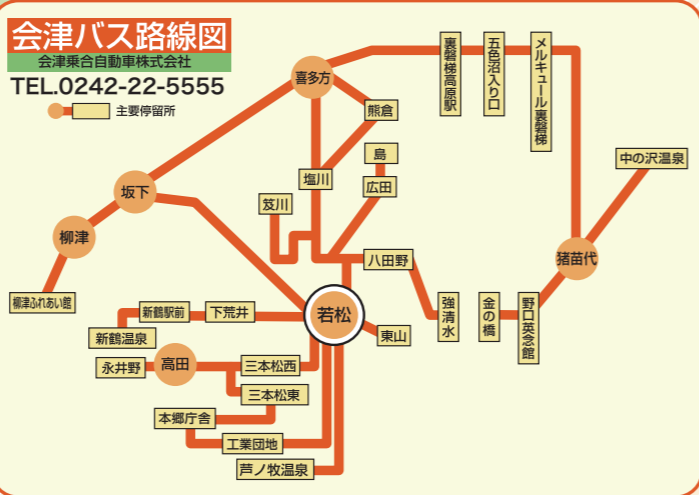 会津バス路線図
会津乗合自動車株式会社
TEL.0242-22-5555
主要停留所
喜多方
裏磐梯高原駅
五色沼入り口
メルキュール裏磐梯
熊倉
島
中の沢温泉
塩川
広田
坂下
笈川
柳津
八田野
猪苗代
柳津ふれあい館
強清水
金の橋
野口英念館
新鶴駅前
下荒井
若松
東山
新鶴温泉
永井野
高田
三本松西
三本松東
本郷庁舎
工業団地
芦ノ牧温泉